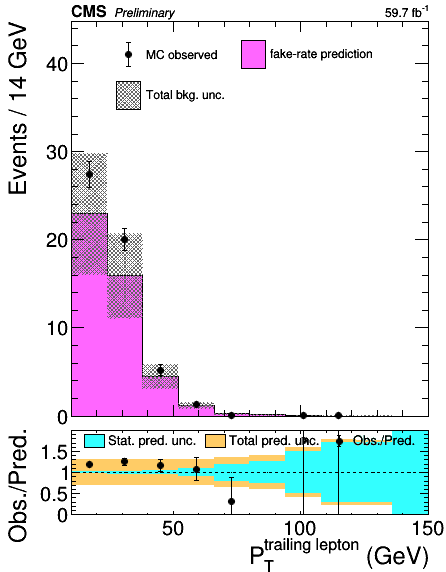 CMS Preliminary 59.7 fb⁻¹
Events / 14 GeV
MC observed
fake-rate prediction
Total bkg. unc.
40
30
20
10
0
Obs./Pred.
Stat. pred. unc.
Total pred. unc.
Obs./Pred.
1.5
1
0.5
0
50 100 150
P_T^trailing lepton (GeV)